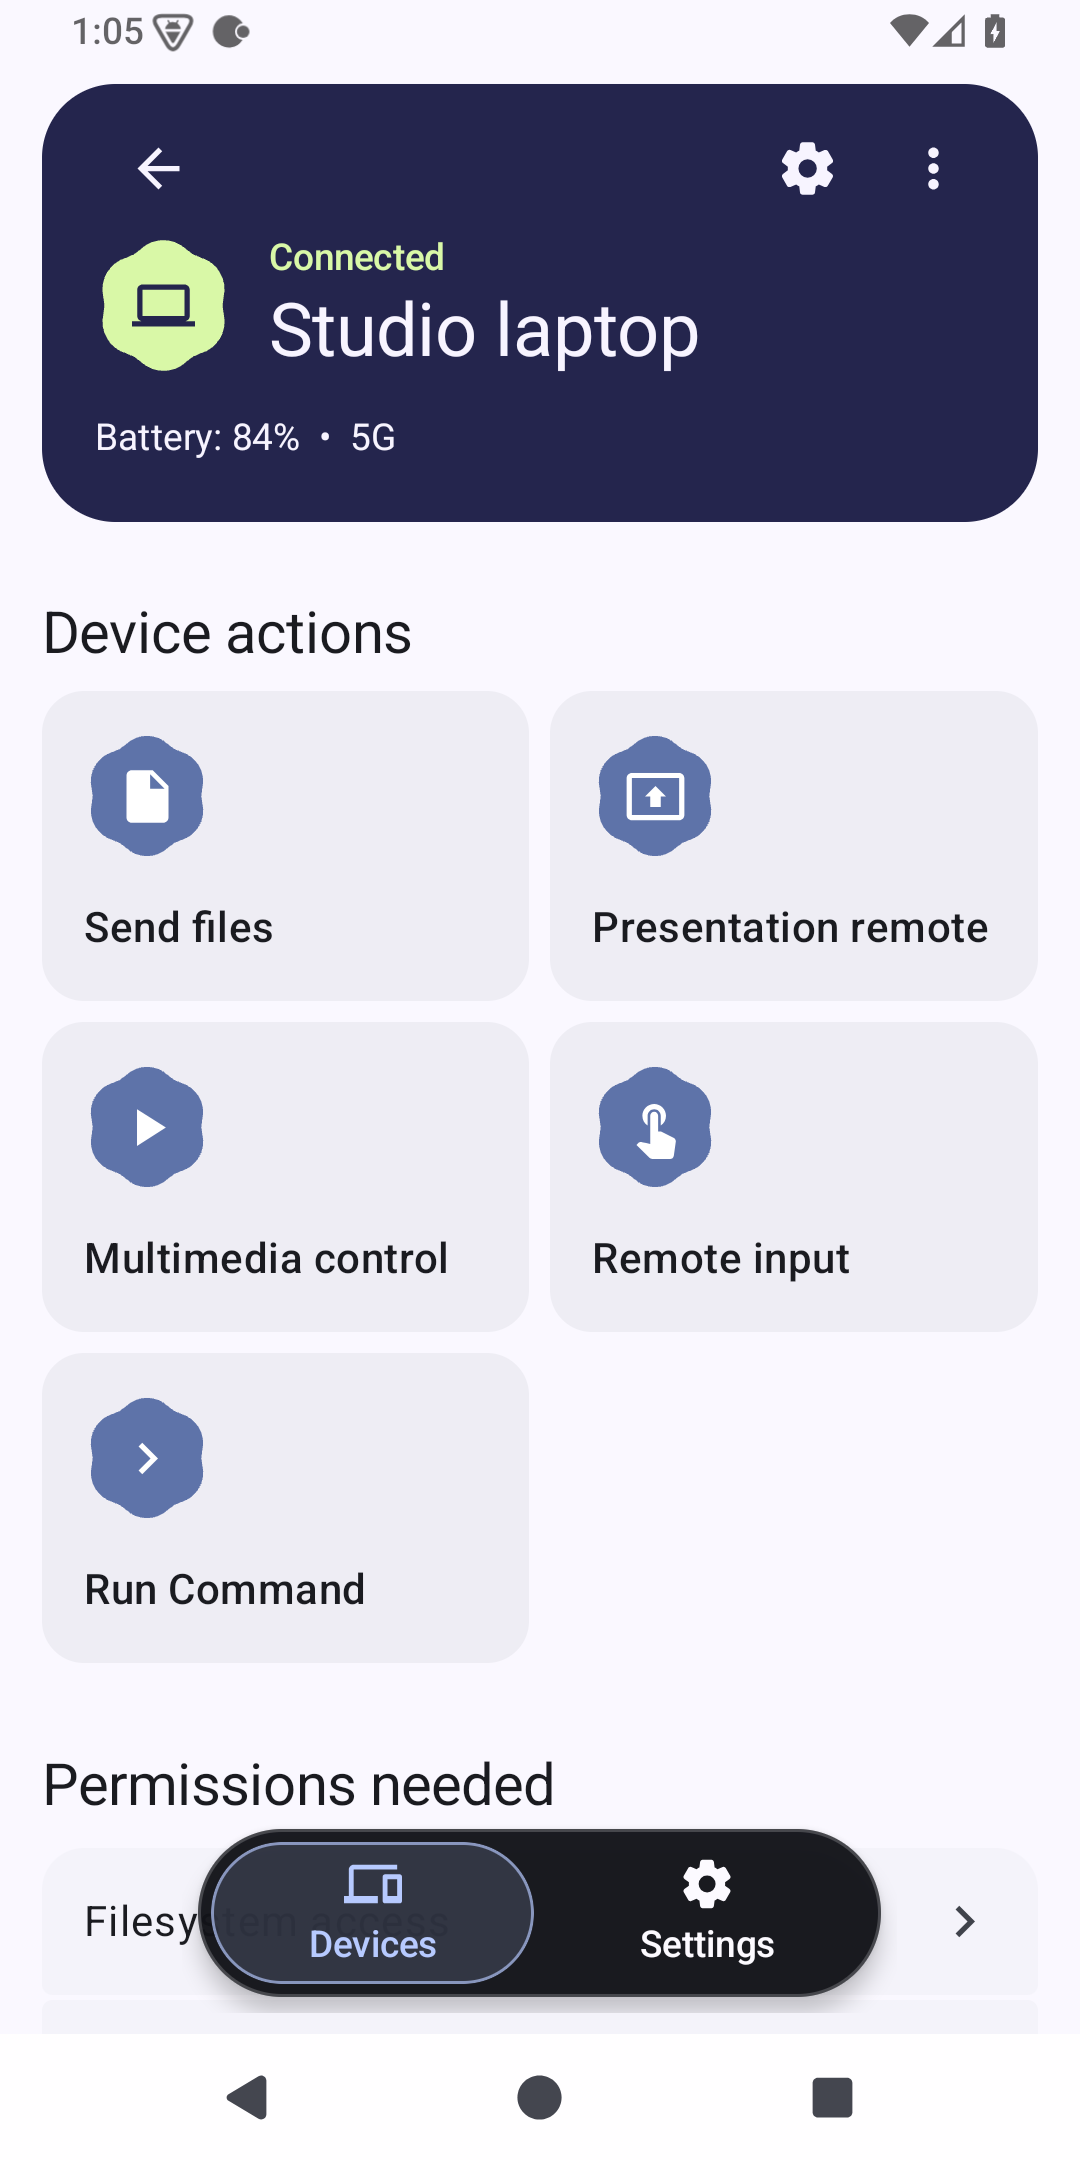 1:05
Connected
Studio laptop
Battery: 84% • 5G
Device actions
Send files
Presentation remote
Multimedia control
Remote input
Run Command
Permissions needed
Filesystem access
Devices
Settings